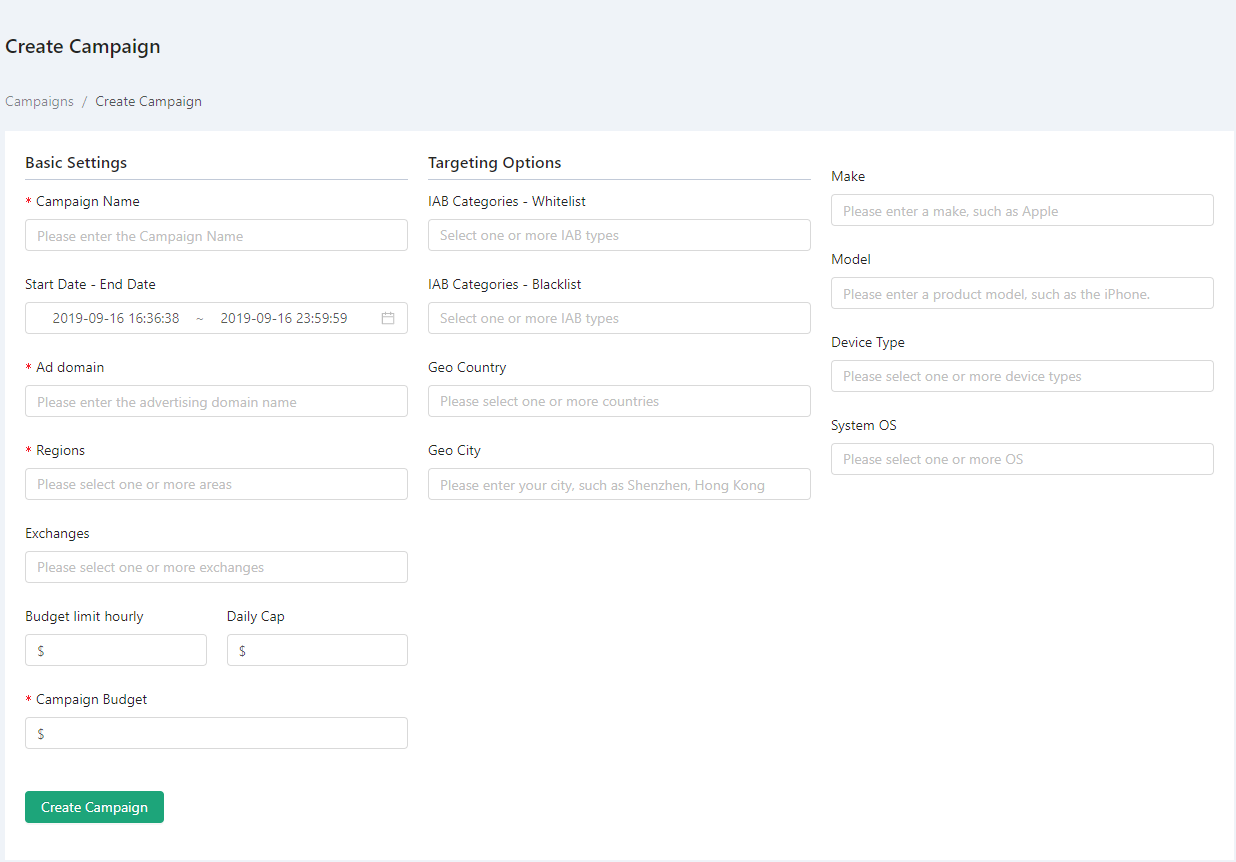 Create Campaign
Campaigns / Create Campaign
Basic Settings
* Campaign Name
Please enter the Campaign Name
Start Date - End Date
2019-09-16 16:36:38 ~ 2019-09-16 23:59:59
* Ad domain
Please enter the advertising domain name
* Regions
Please select one or more areas
Exchanges
Please select one or more exchanges
Budget limit hourly
$
Daily Cap
$
* Campaign Budget
$
Create Campaign
Targeting Options
IAB Categories - Whitelist
Select one or more IAB types
IAB Categories - Blacklist
Select one or more IAB types
Geo Country
Please select one or more countries
Geo City
Please enter your city, such as Shenzhen, Hong Kong
Make
Please enter a make, such as Apple
Model
Please enter a product model, such as the iPhone.
Device Type
Please select one or more device types
System OS
Please select one or more OS